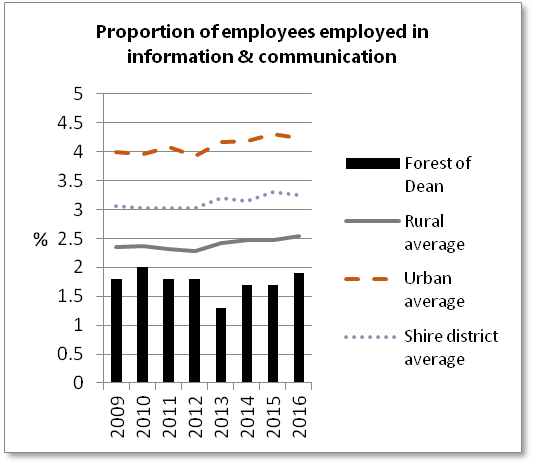 Proportion of employees employed in
information & communication
5
4.5
4
3.5
3
2.5
2
1.5
1
0.5
0
%
2009
2010
2011
2012
2013
2014
2015
2016
Forest of
Dean
Rural
average
Urban
average
Shire district
average